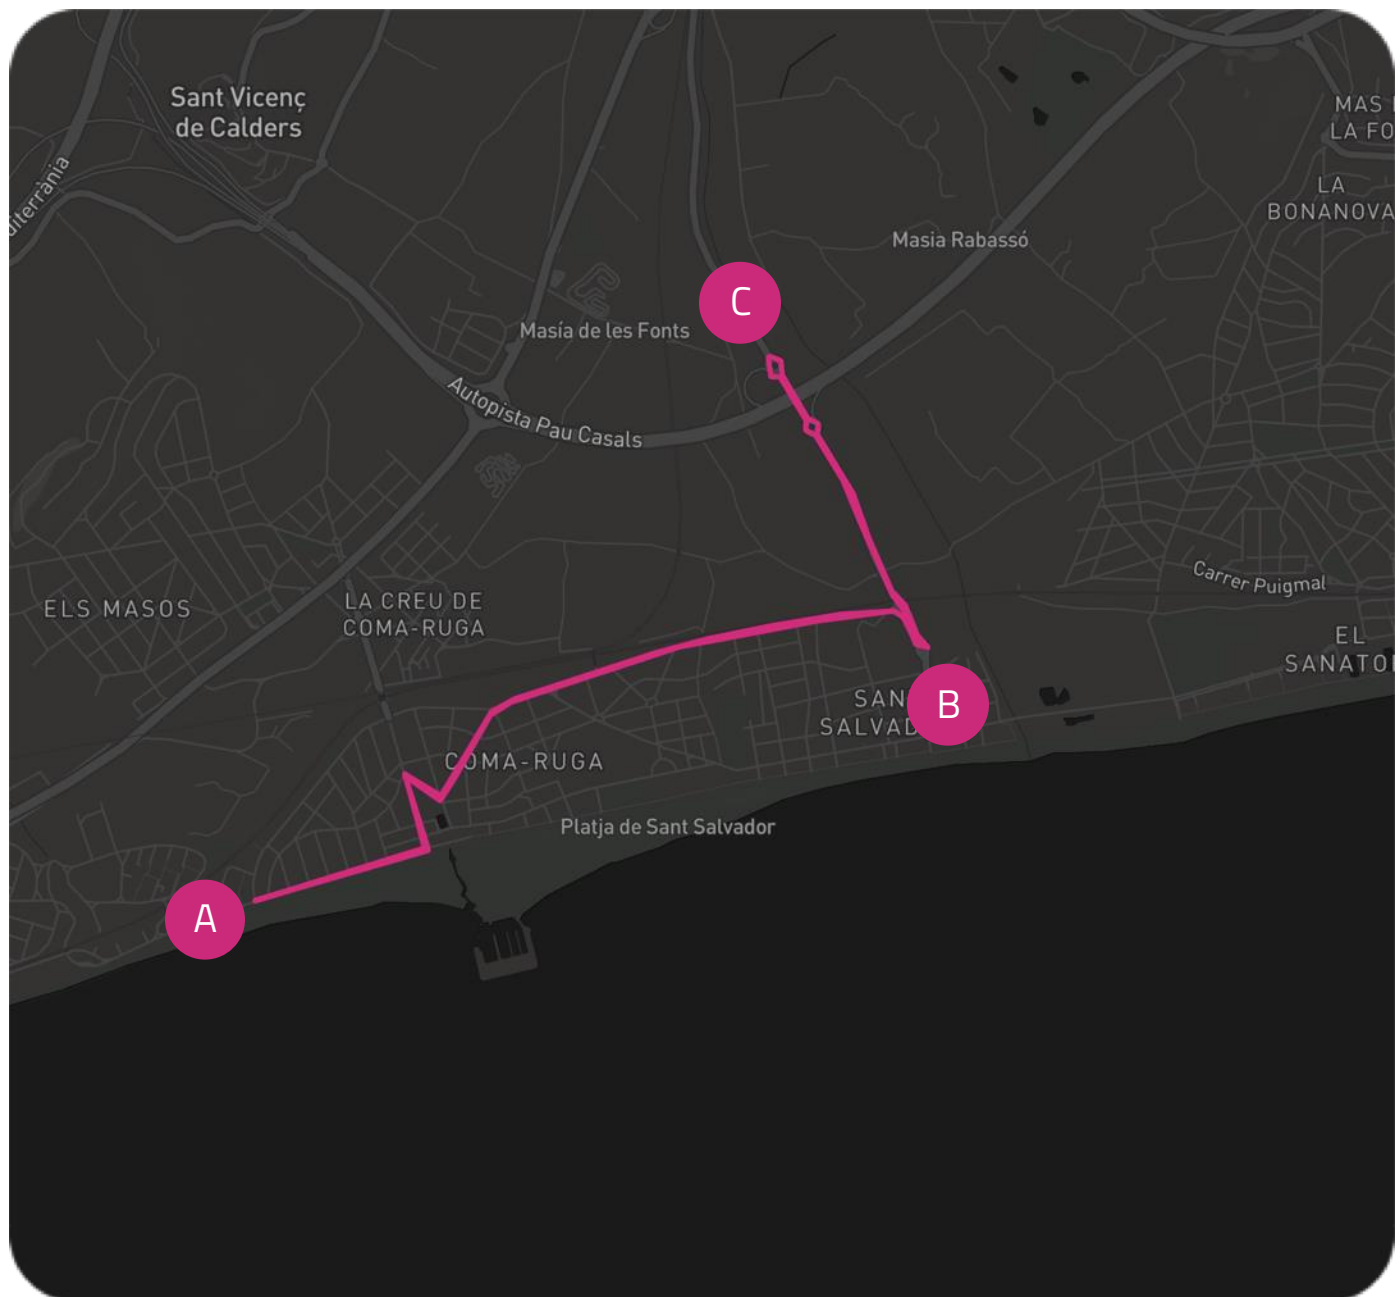 Sant Vicenç
de Calders
MAS
LA FO
LA
BONANOVA
diterrània
Masia Rabassó
C
Masía de les Fonts
Autopista Pau Casals
Carrer Puigmal
ELS MASOS
LA CREU DE
COMA-RUGA
EL
SANATO
SAN
SALVAD
B
COMA-RUGA
Platja de Sant Salvador
A